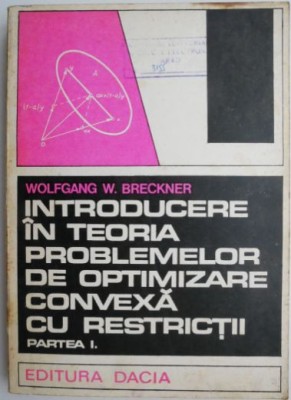 WOLFGANG W. BRECKNER
INTRODUCERE
ÎN TEORIA
PROBLEMELOR
DE OPTIMIZARE
CONVEXĂ
CU RESTRICȚII
PARTEA I.
EDITURA DACIA